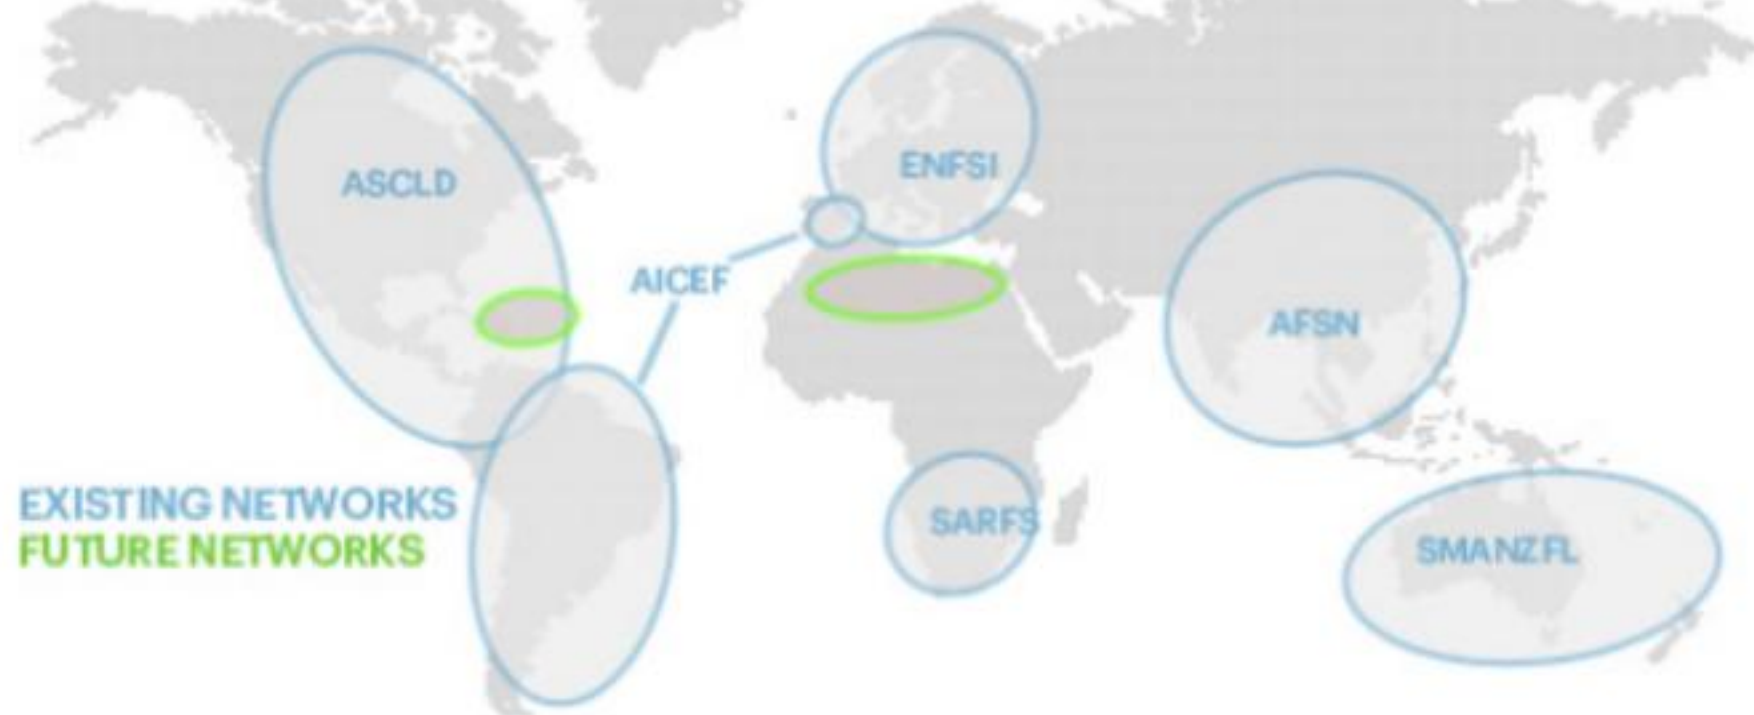 ASCLD
ENFSI
AICEF
AFSN
SARFS
SMANZFL
EXISTING NETWORKS
FUTURE NETWORKS